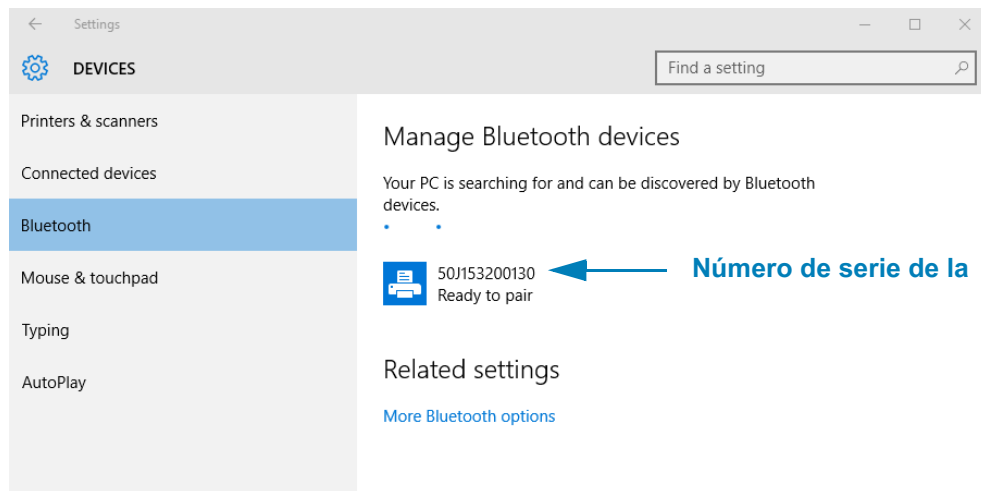 Settings
DEVICES
Find a setting
Printers & scanners
Connected devices
Bluetooth
Mouse & touchpad
Typing
AutoPlay
Manage Bluetooth devices
Your PC is searching for and can be discovered by Bluetooth
devices.
50J153200130
Ready to pair
Número de serie de la
Related settings
More Bluetooth options